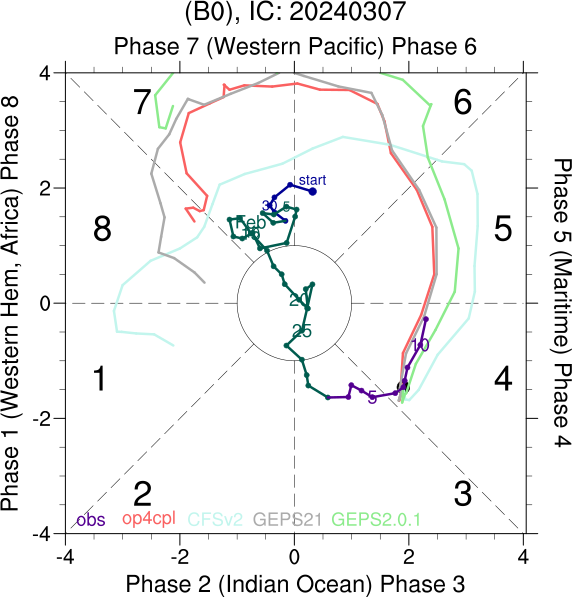 (B0), IC: 20240307
Phase 7 (Western Pacific) Phase 6
4
7
6
start
2
30
5
Feb
8
5
Phase 1 (Western Hem, Africa) Phase 8
Phase 5 (Maritime) Phase 4
0
20
25
10
1
4
5
-2
2
3
obs
op4cpl
CFSv2
GEPS21
GEPS2.0.1
-4
-4
-2
0
2
4
Phase 2 (Indian Ocean) Phase 3